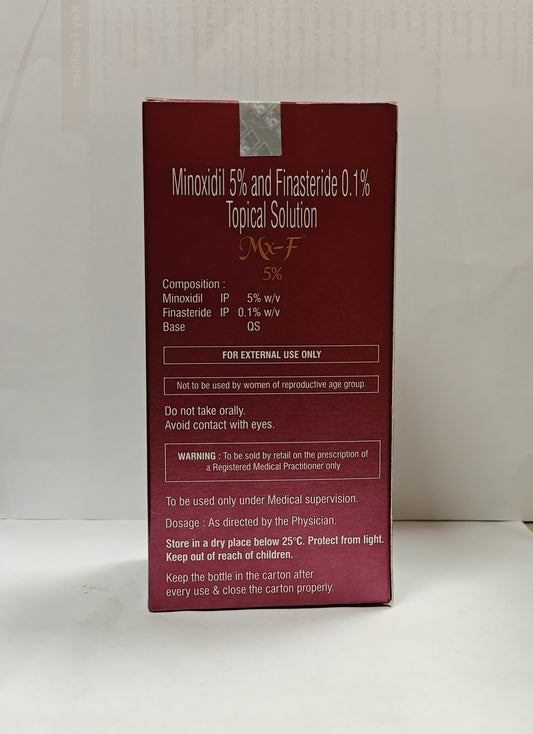 Minoxidil 5% and Finasteride 0.1%
Topical Solution
Mx-F
5%
Composition :
Minoxidil IP 5% w/v
Finasteride IP 0.1% w/v
Base QS
FOR EXTERNAL USE ONLY
Not to be used by women of reproductive age group.
Do not take orally.
Avoid contact with eyes.
WARNING : To be sold by retail on the prescription of
a Registered Medical Practitioner only
To be used only under Medical supervision.
Dosage : As directed by the Physician.
Store in a dry place below 25°C. Protect from light.
Keep out of reach of children.
Keep the bottle in the carton after
every use & close the carton properly.